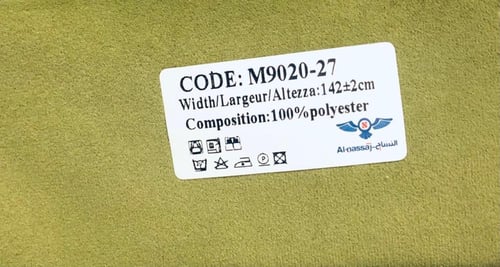 CODE: M9020-27
Width/Largeur/Altezza:142±2cm
Composition:100%polyester
Al-nassaj-النساج